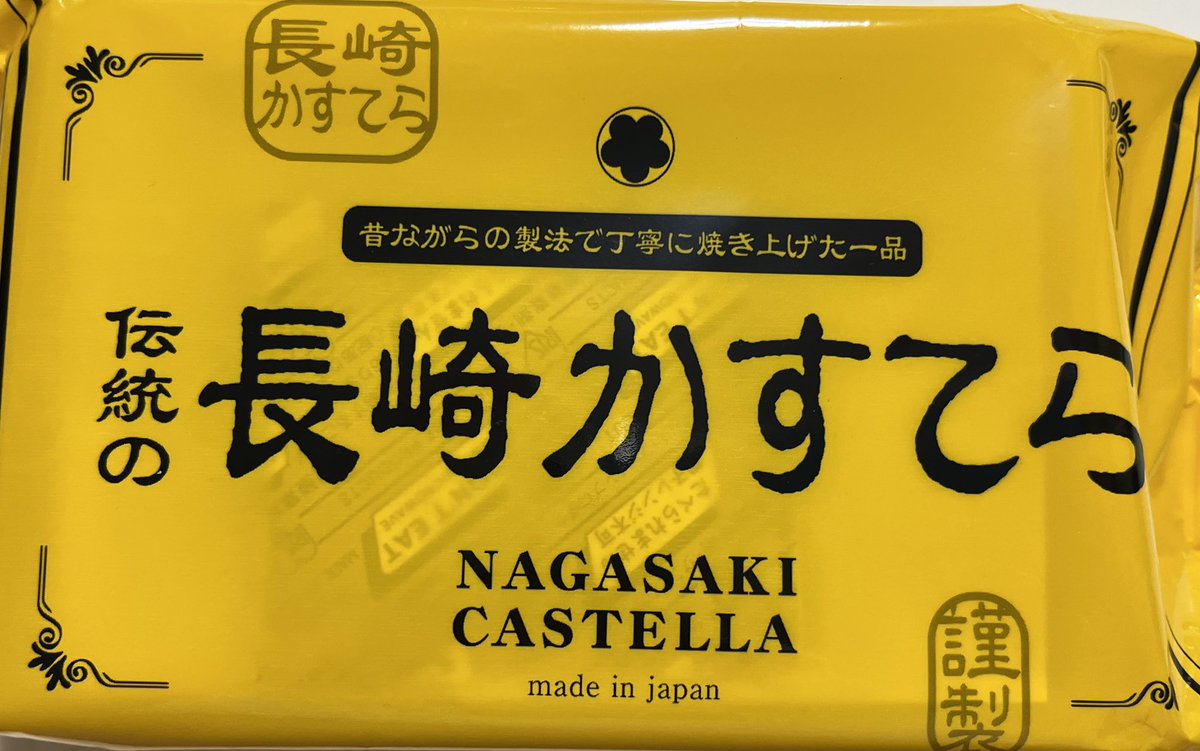 長崎
かすてら
昔ながらの製法で丁寧に焼き上げた一品
伝統の
長崎かすてら
NAGASAKI
CASTELLA
made in japan
謹製